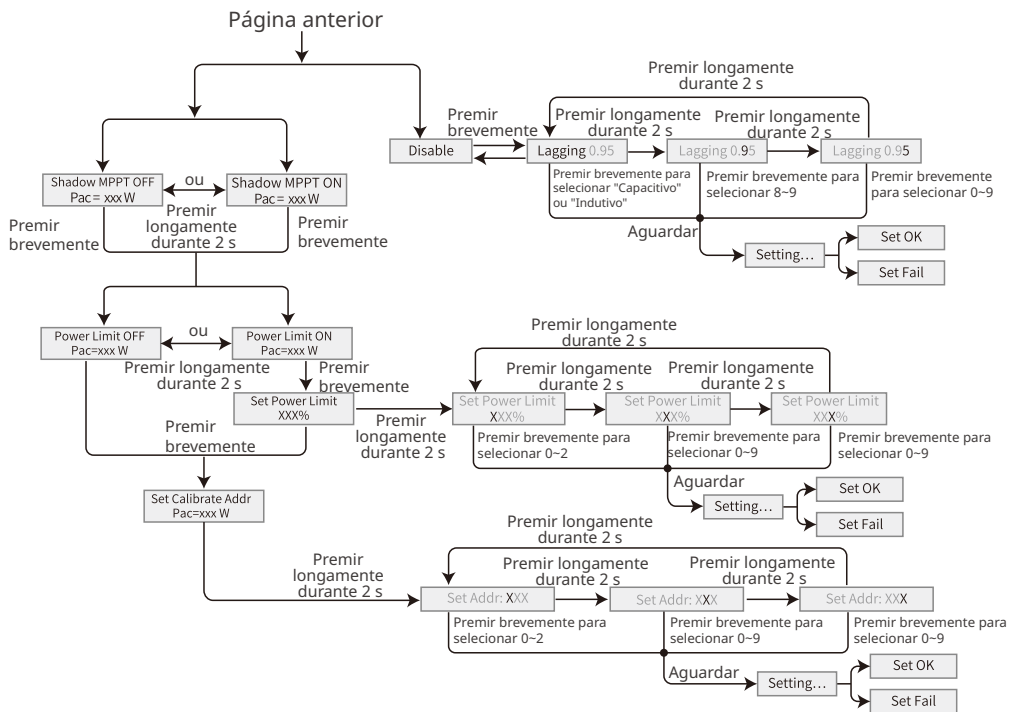 Página anterior
Premir longamente
durante 2 s
Premir
brevemente
Premir longamente
durante 2 s
Premir longamente
durante 2 s
Disable
Lagging 0.95
Lagging 0.95
Lagging 0.95
Premir brevemente para
selecionar "Capacitivo"
ou "Indutivo"
Premir brevemente para
selecionar 8~9
Premir brevemente
para selecionar 0~9
Shadow MPPT OFF
Pac = xxx W
ou
Shadow MPPT ON
Pac = xxx W
Premir
brevemente
Premir
longamente
durante 2 s
Premir
brevemente
Aguardar
Setting...
Set OK
Set Fail
Power Limit OFF
Pac=xxx W
ou
Power Limit ON
Pac=xxx W
Premir longamente
durante 2 s
Premir
brevemente
Premir longamente
durante 2 s
Premir longamente
durante 2 s
Premir longamente
durante 2 s
Set Power Limit
XXX%
Set Power Limit
XXX%
Set Power Limit
XXX%
Set Power Limit
XXX%
Premir
brevemente
Premir
longamente
durante 2 s
Premir brevemente para
selecionar 0~2
Premir brevemente para
selecionar 0~9
Premir brevemente para
selecionar 0~9
Aguardar
Setting...
Set OK
Set Fail
Set Calibrate Addr
Pac=xxx W
Premir longamente
durante 2 s
Premir
longamente
durante 2 s
Premir longamente
durante 2 s
Premir longamente
durante 2 s
Set Addr: XXX
Set Addr: XXX
Set Addr: XXX
Premir brevemente para
selecionar 0~2
Premir brevemente para
selecionar 0~9
Premir brevemente para
selecionar 0~9
Aguardar
Setting...
Set OK
Set Fail